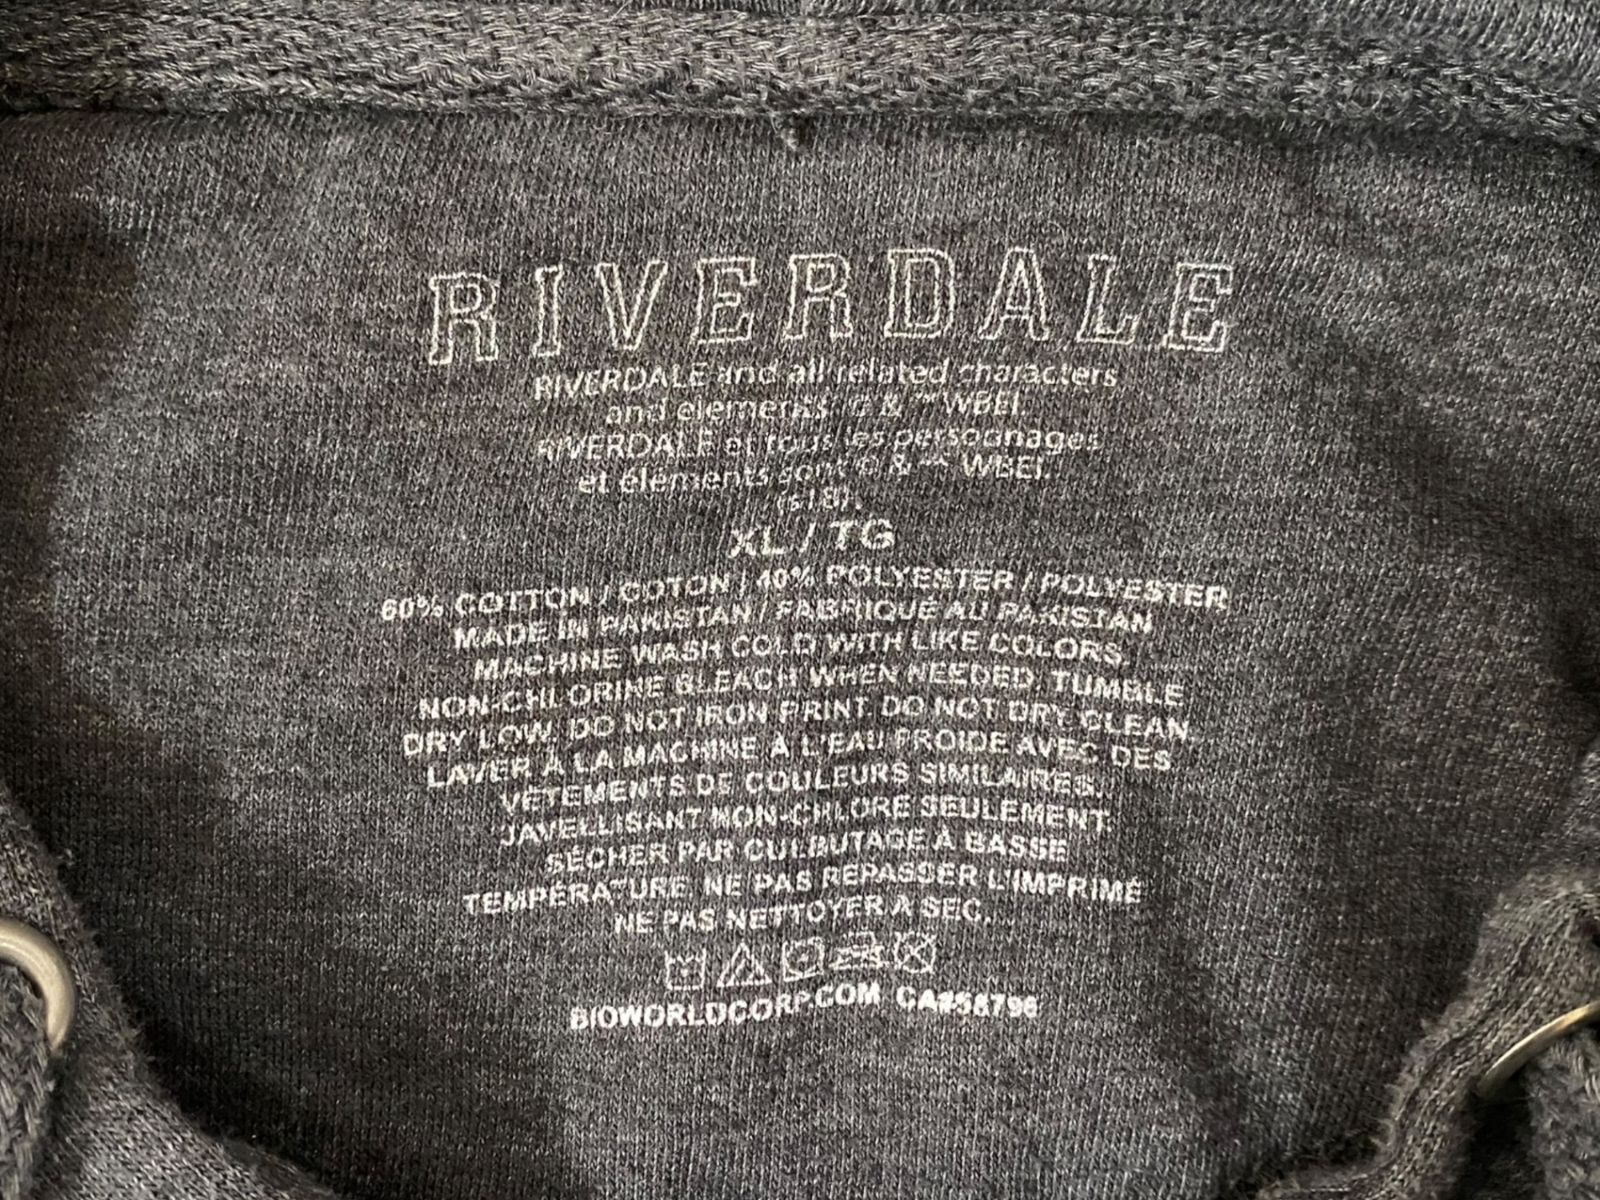 RIVERDALE
RIVERDALE and all related characters
and elements © & ™ WBEI.
RIVERDALE et tous les personnages
et éléments sont © & ™ WBEI.
(s18).
XL / TG
60% COTTON / COTON / 40% POLYESTER / POLYESTER
MADE IN PAKISTAN / FABRIQUÉ AU PAKISTAN
MACHINE WASH COLD WITH LIKE COLORS.
NON-CHLORINE BLEACH WHEN NEEDED. TUMBLE
DRY LOW. DO NOT IRON PRINT. DO NOT DRY CLEAN.
LAVER À LA MACHINE À L'EAU FROIDE AVEC DES
VÊTEMENTS DE COULEURS SIMILAIRES.
JAVELLISANT NON-CHLORE SEULEMENT.
SÉCHER PAR CULBUTAGE À BASSE
TEMPÉRATURE. NE PAS REPASSER L'IMPRIMÉ
NE PAS NETTOYER À SEC.
BIOWORLDCORP.COM CA#58796